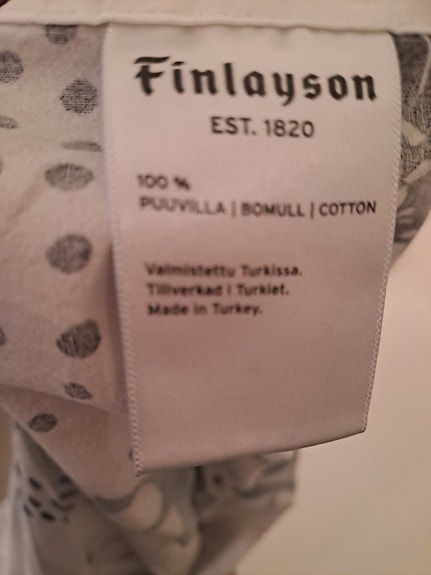 Finlayson
EST. 1820
100 %
PUUVILLA | BOMULL | COTTON
Valmistettu Turkissa.
Tillverkad i Turkiet.
Made in Turkey.